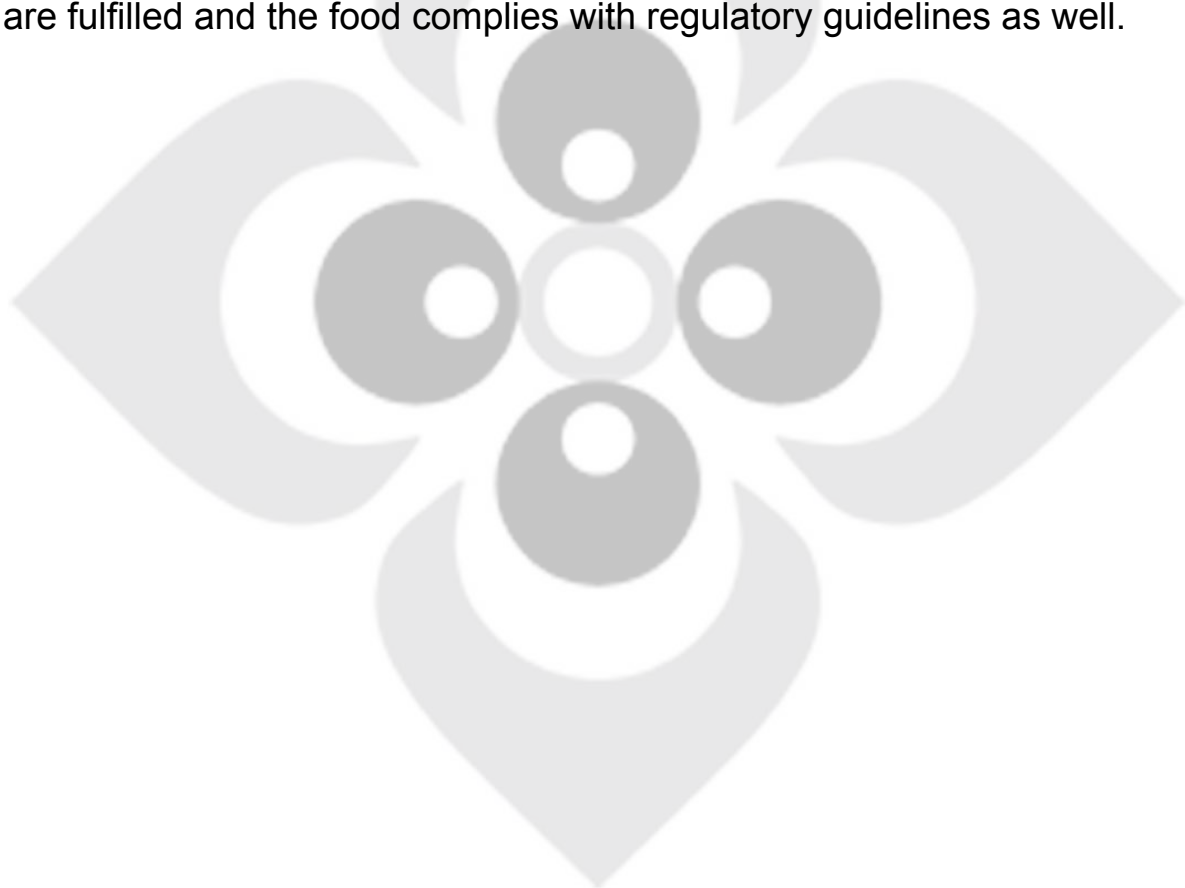 are fulfilled and the food complies with regulatory guidelines as well.